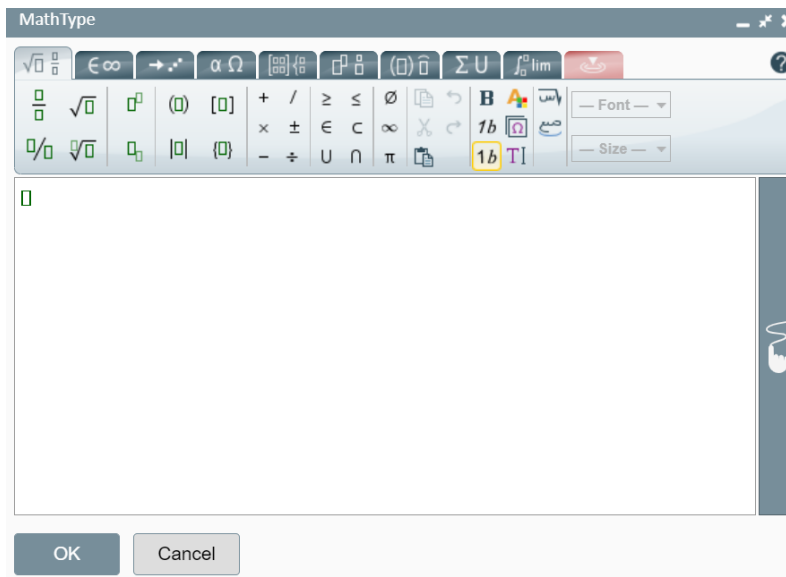 MathType
√▯ ▯/▯ ∈∞ →⋰ αΩ [▯▯]{▯ ▯▯ ▯ (▯)▯ ΣU ∫lim ?
+ / ≥ ≤ Ø B A — Font —
√▯ ▯▯ (▯) [▯]
× ± ∈ ⊂ ∞ 1b Ω
▯/▯ √▯ ▯▯ |▯| {▯} − ÷ ∪ ∩ π 1b T — Size —
OK Cancel